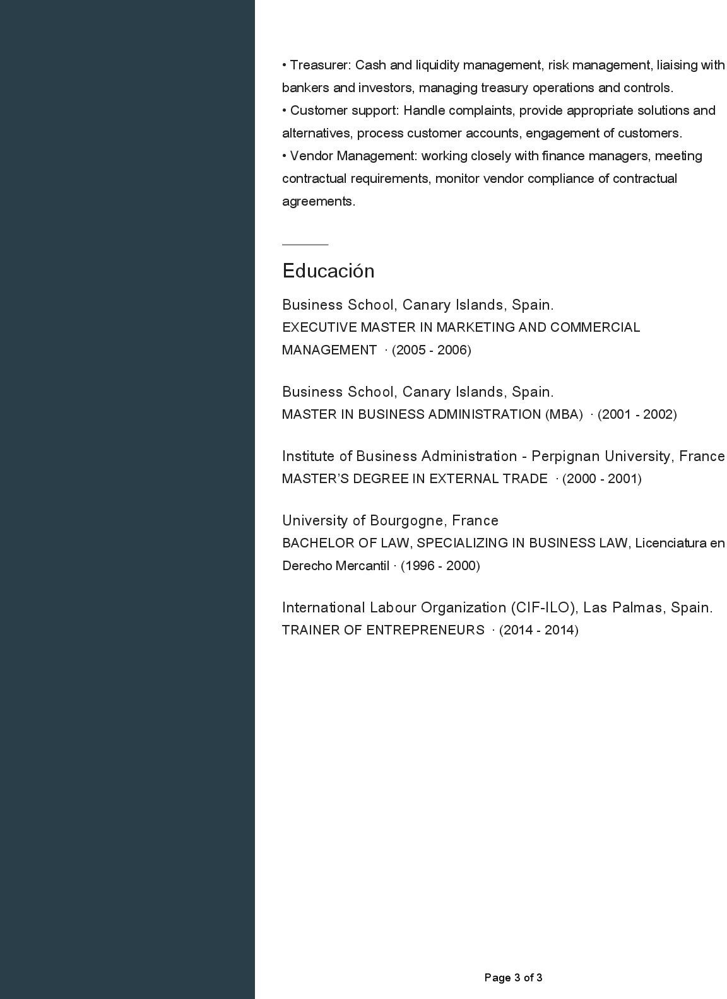 • Treasurer: Cash and liquidity management, risk management, liaising with
bankers and investors, managing treasury operations and controls.
• Customer support: Handle complaints, provide appropriate solutions and
alternatives, process customer accounts, engagement of customers.
• Vendor Management: working closely with finance managers, meeting
contractual requirements, monitor vendor compliance of contractual
agreements.
Educación
Business School, Canary Islands, Spain.
EXECUTIVE MASTER IN MARKETING AND COMMERCIAL
MANAGEMENT · (2005 - 2006)
Business School, Canary Islands, Spain.
MASTER IN BUSINESS ADMINISTRATION (MBA) · (2001 - 2002)
Institute of Business Administration - Perpignan University, France
MASTER’S DEGREE IN EXTERNAL TRADE · (2000 - 2001)
University of Bourgogne, France
BACHELOR OF LAW, SPECIALIZING IN BUSINESS LAW, Licenciatura en
Derecho Mercantil · (1996 - 2000)
International Labour Organization (CIF-ILO), Las Palmas, Spain.
TRAINER OF ENTREPRENEURS · (2014 - 2014)
Page 3 of 3